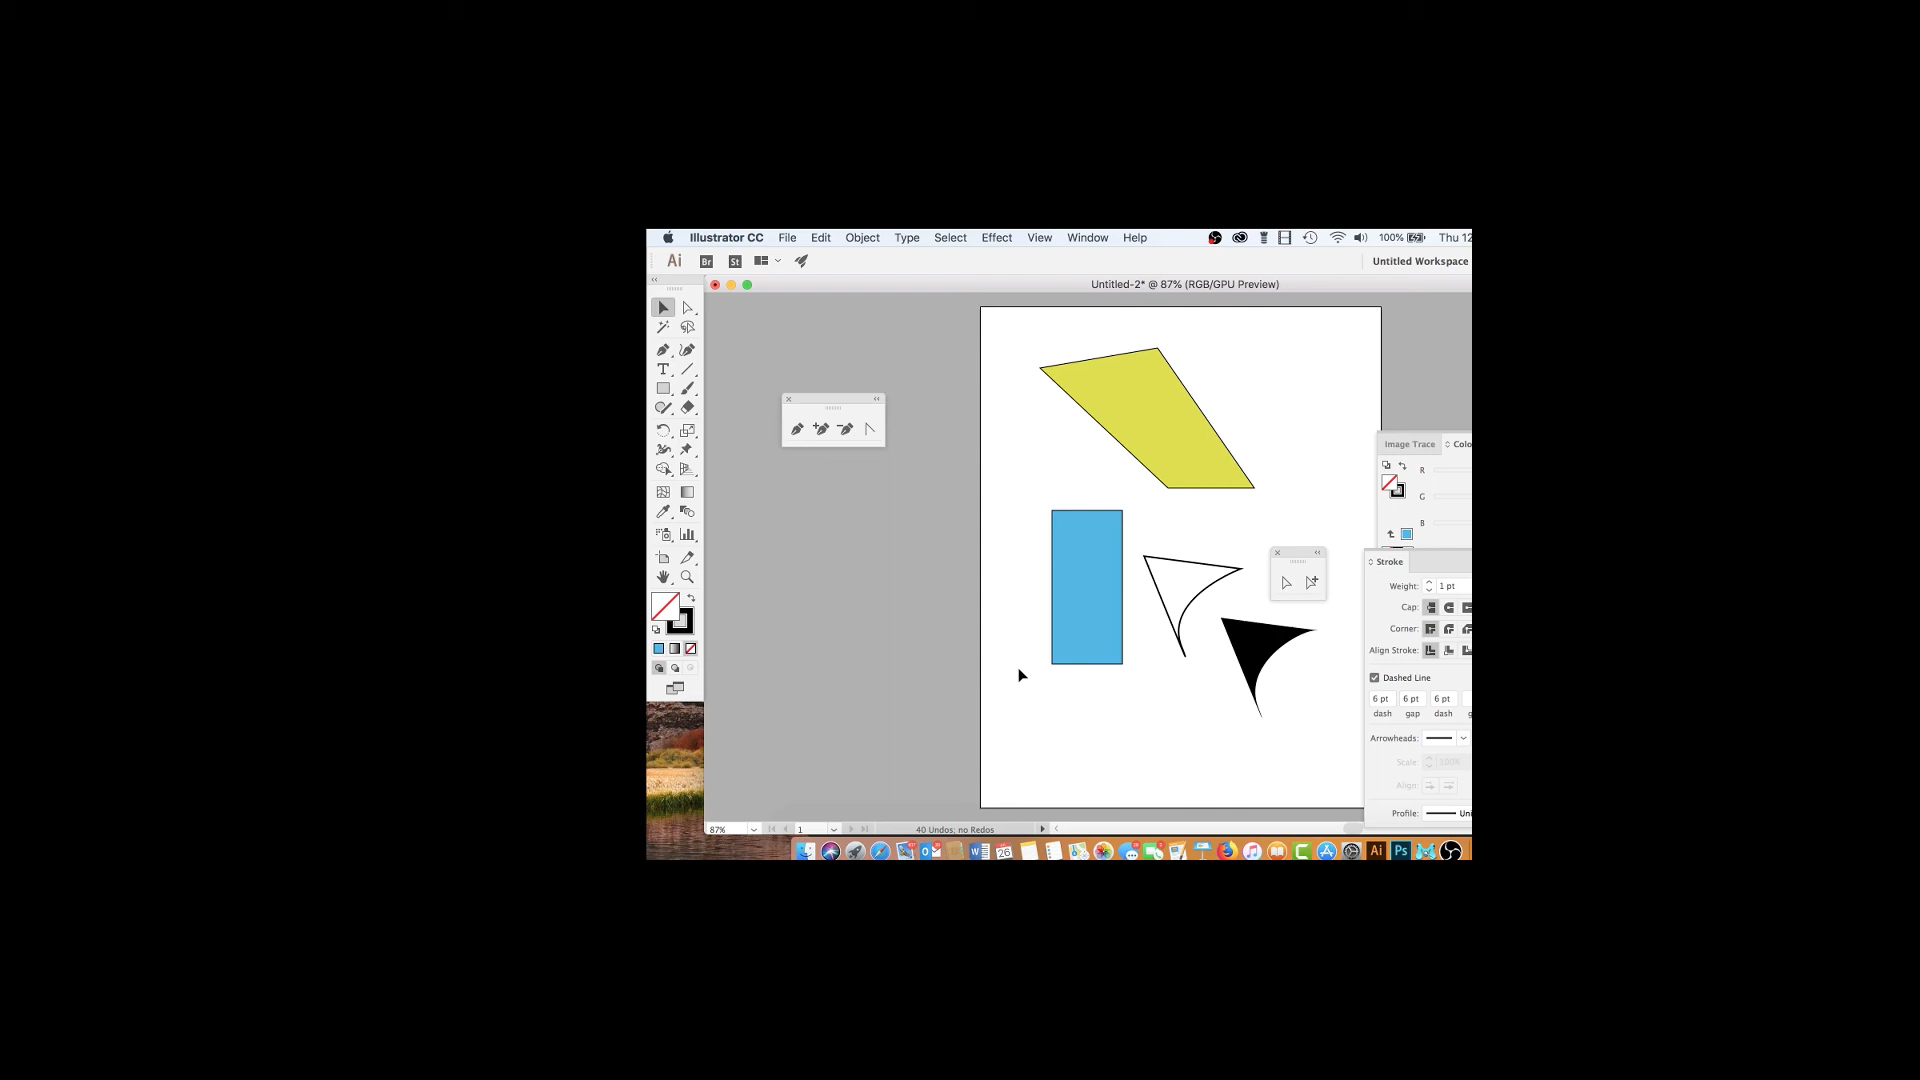 Illustrator CC File Edit Object Type Select Effect View Window Help 100% Thu 12
Ai Br St Untitled Workspace
Untitled-2* @ 87% (RGB/GPU Preview)
T
Image Trace Colo
R
G
B
Stroke
Weight: 1 pt
Cap:
Corner:
Align Stroke:
Dashed Line
6 pt 6 pt 6 pt
dash gap dash g
Arrowheads:
Scale: 100%
Align:
Profile: Uni
87% 1 40 Undos; no Redos
W 26 Ai Ps